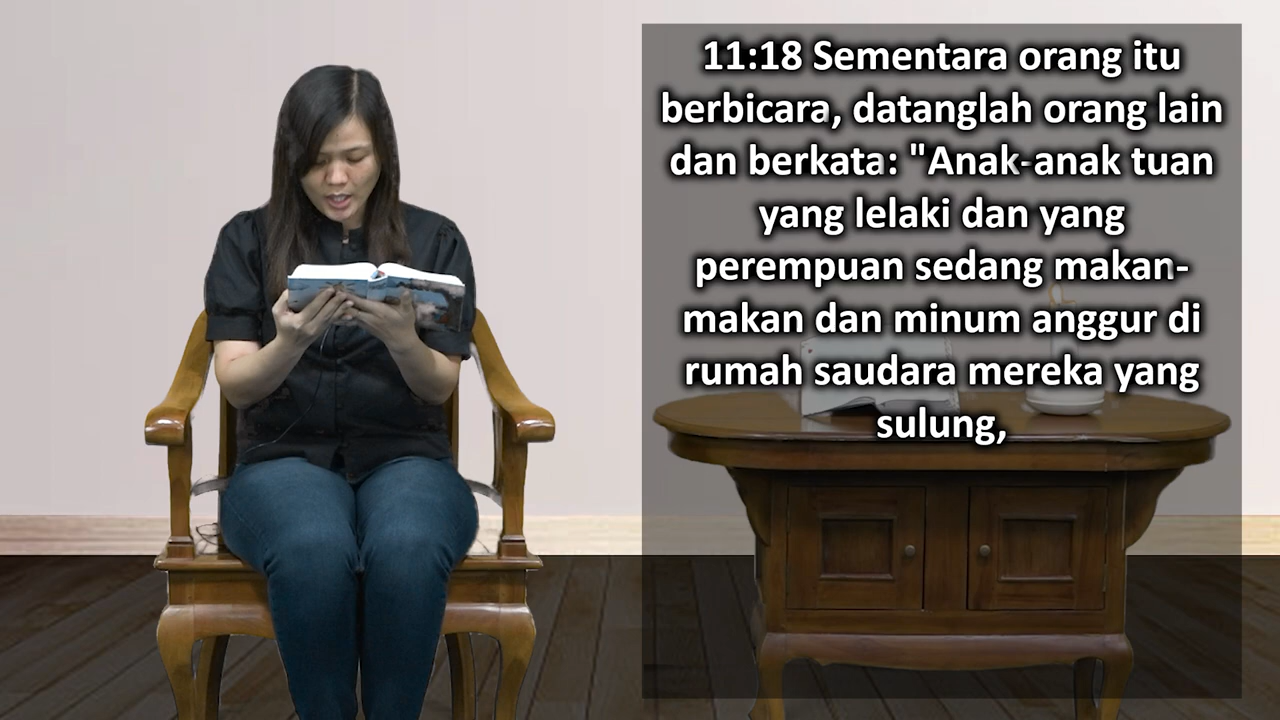 11:18 Sementara orang itu
berbicara, datanglah orang lain
dan berkata: "Anak-anak tuan
yang lelaki dan yang
perempuan sedang makan-
makan dan minum anggur di
rumah saudara mereka yang
sulung,